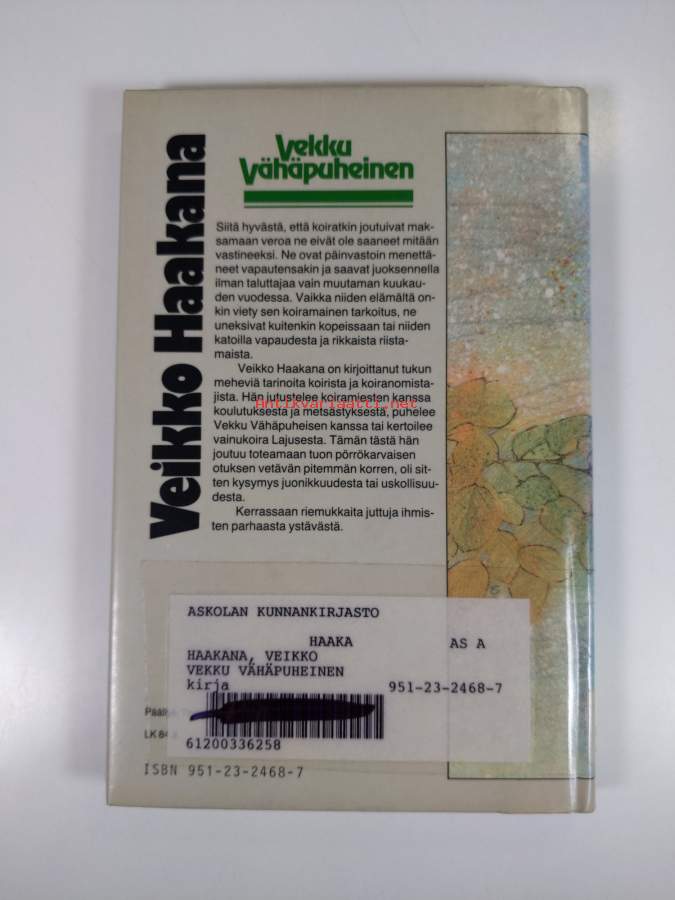 Veikko Haakana
Vekku
Vähäpuheinen
Siitä hyvästä, että koiratkin joutuivat mak-
samaan veroa ne eivät ole saaneet mitään
vastineeksi. Ne ovat päinvastoin menettä-
neet vapautensakin ja saavat juoksennella
ilman taluttajaa vain muutaman kuukau-
den vuodessa. Vaikka niiden elämältä on-
kin viety sen koiramainen tarkoitus, ne
uneksivat kuitenkin kopeissaan tai niiden
katoilla vapaudesta ja rikkaista riista-
maista.
Veikko Haakana on kirjoittanut tukun
meheviä tarinoita koirista ja koiranomista-
jista. Hän jutustelee koiramiesten kanssa
koulutuksesta ja metsästyksestä, puhelee
Vekku Vähäpuheisen kanssa tai kertoilee
vainukoira Lajusesta. Tämän tästä hän
joutuu toteamaan tuon pörrökarvaisen
otuksen vetävän pitemmän korren, oli sit-
ten kysymys juonikkuudesta tai uskollisuu-
desta.
Kerrassaan riemukkaita juttuja ihmis-
ten parhaasta ystävästä.
Antikvariaatti.net
ASKOLAN KUNNANKIRJASTO
HAAKA AS A
HAAKANA, VEIKKO
VEKKU VÄHÄPUHEINEN
kirja 951-23-2468-7
61200336258
LK 84
ISBN 951-23-2468-7